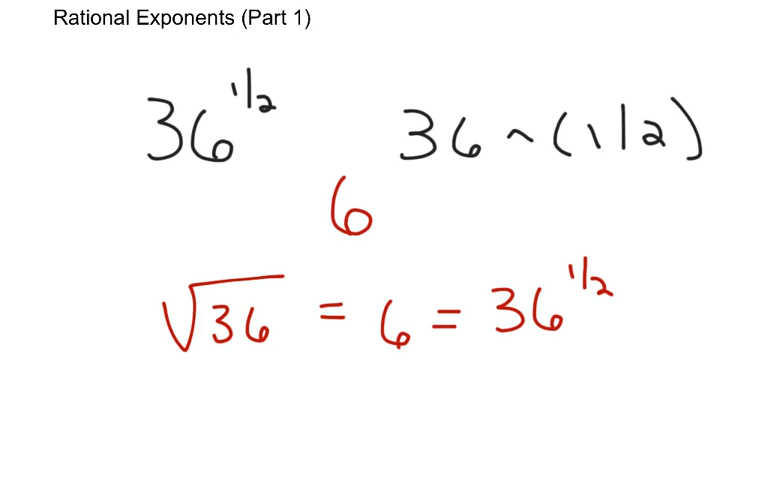 Rational Exponents (Part 1)
36^{1/2} 36 ^ (1/2)
6
√36 = 6 = 36^{1/2}